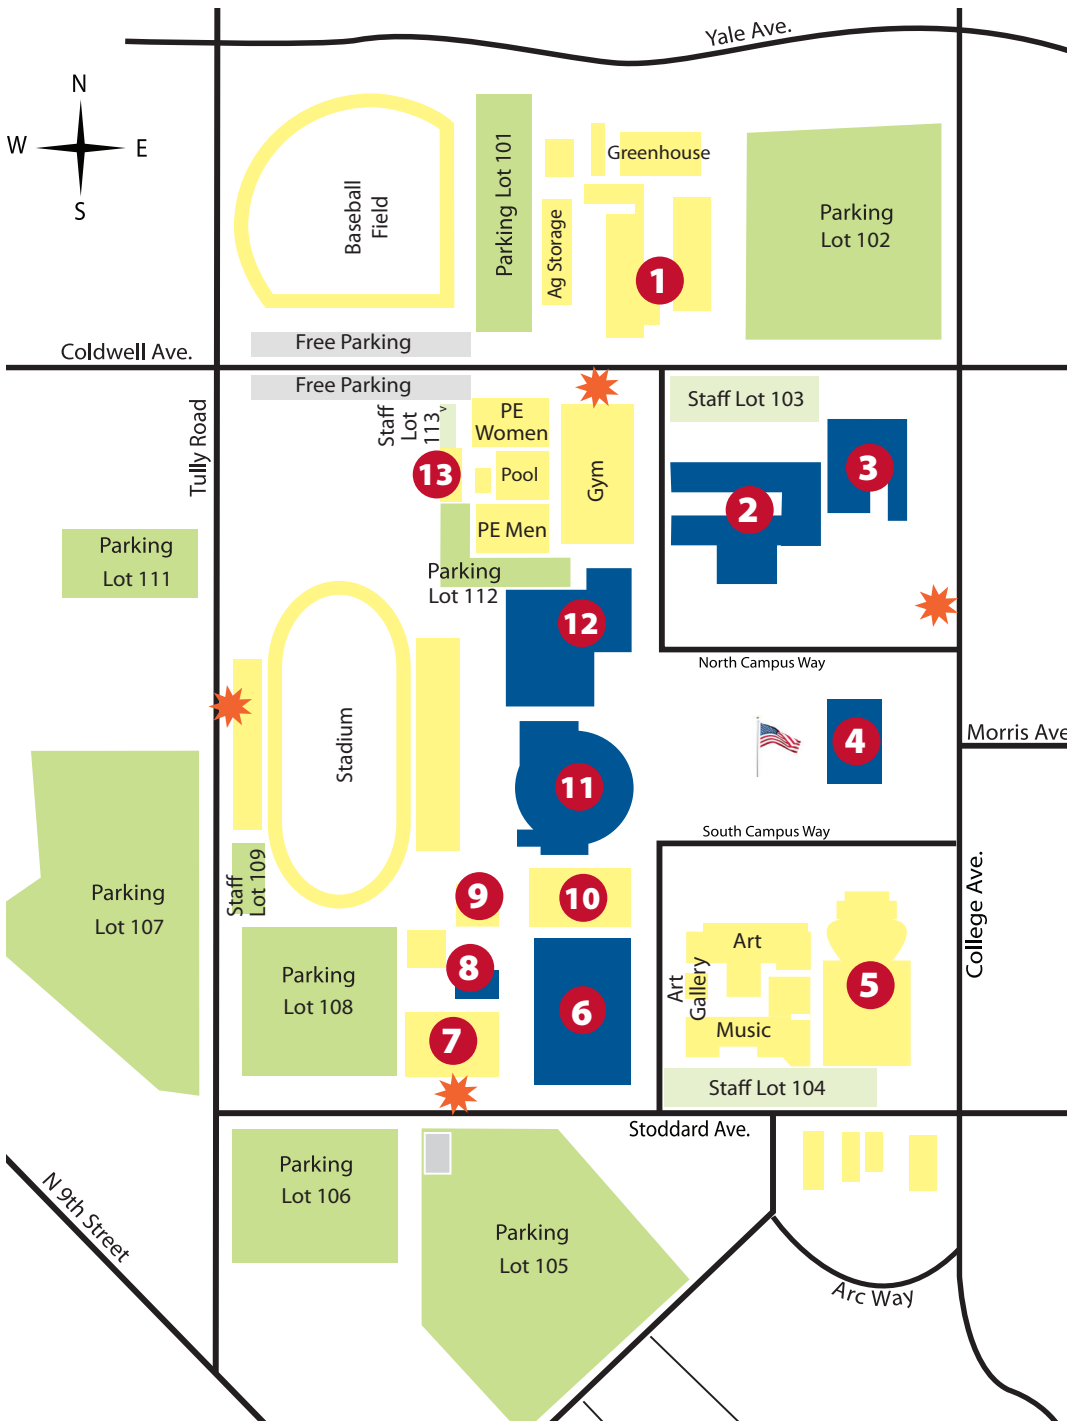 Yale Ave.
N
W
E
S
Baseball
Field
Parking Lot 101
Greenhouse
Ag Storage
1
Parking
Lot 102
Free Parking
Coldwell Ave.
Free Parking
Staff
Lot
113
v
PE
Women
Staff Lot 103
Tully Road
13
Pool
Gym
3
2
PE Men
Parking
Lot 111
Parking
Lot 112
12
North Campus Way
Stadium
4
Morris Ave
11
South Campus Way
Staff
Lot 109
Parking
Lot 107
9
10
College Ave.
Art
Art
Gallery
Music
5
Parking
Lot 108
8
6
7
Staff Lot 104
Stoddard Ave.
N 9th Street
Parking
Lot 106
Parking
Lot 105
Arc Way